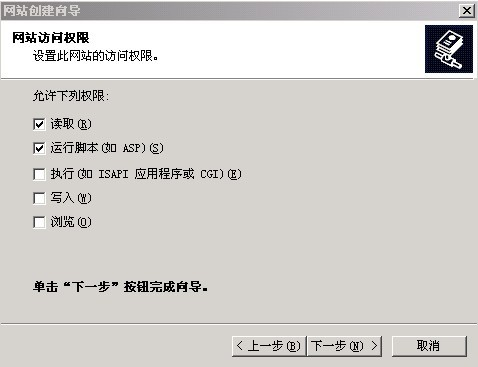 网站创建向导
网站访问权限
设置此网站的访问权限。
允许下列权限:
读取(R)
运行脚本(如 ASP)(S)
执行(如 ISAPI 应用程序或 CGI)(E)
写入(W)
浏览(O)
单击“下一步”按钮完成向导。
< 上一步(B) 下一步(N) > 取消